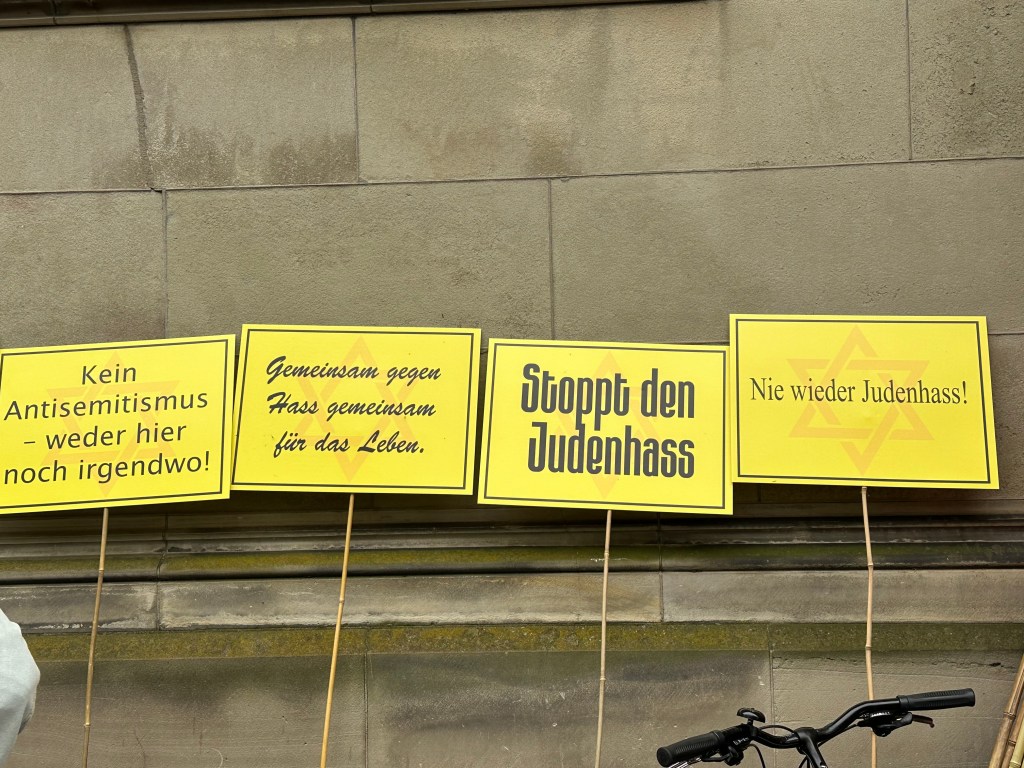 Kein
Antisemitismus
– weder hier
noch irgendwo!
Gemeinsam gegen
Hass gemeinsam
für das Leben.
Stoppt den
Judenhass
Nie wieder Judenhass!